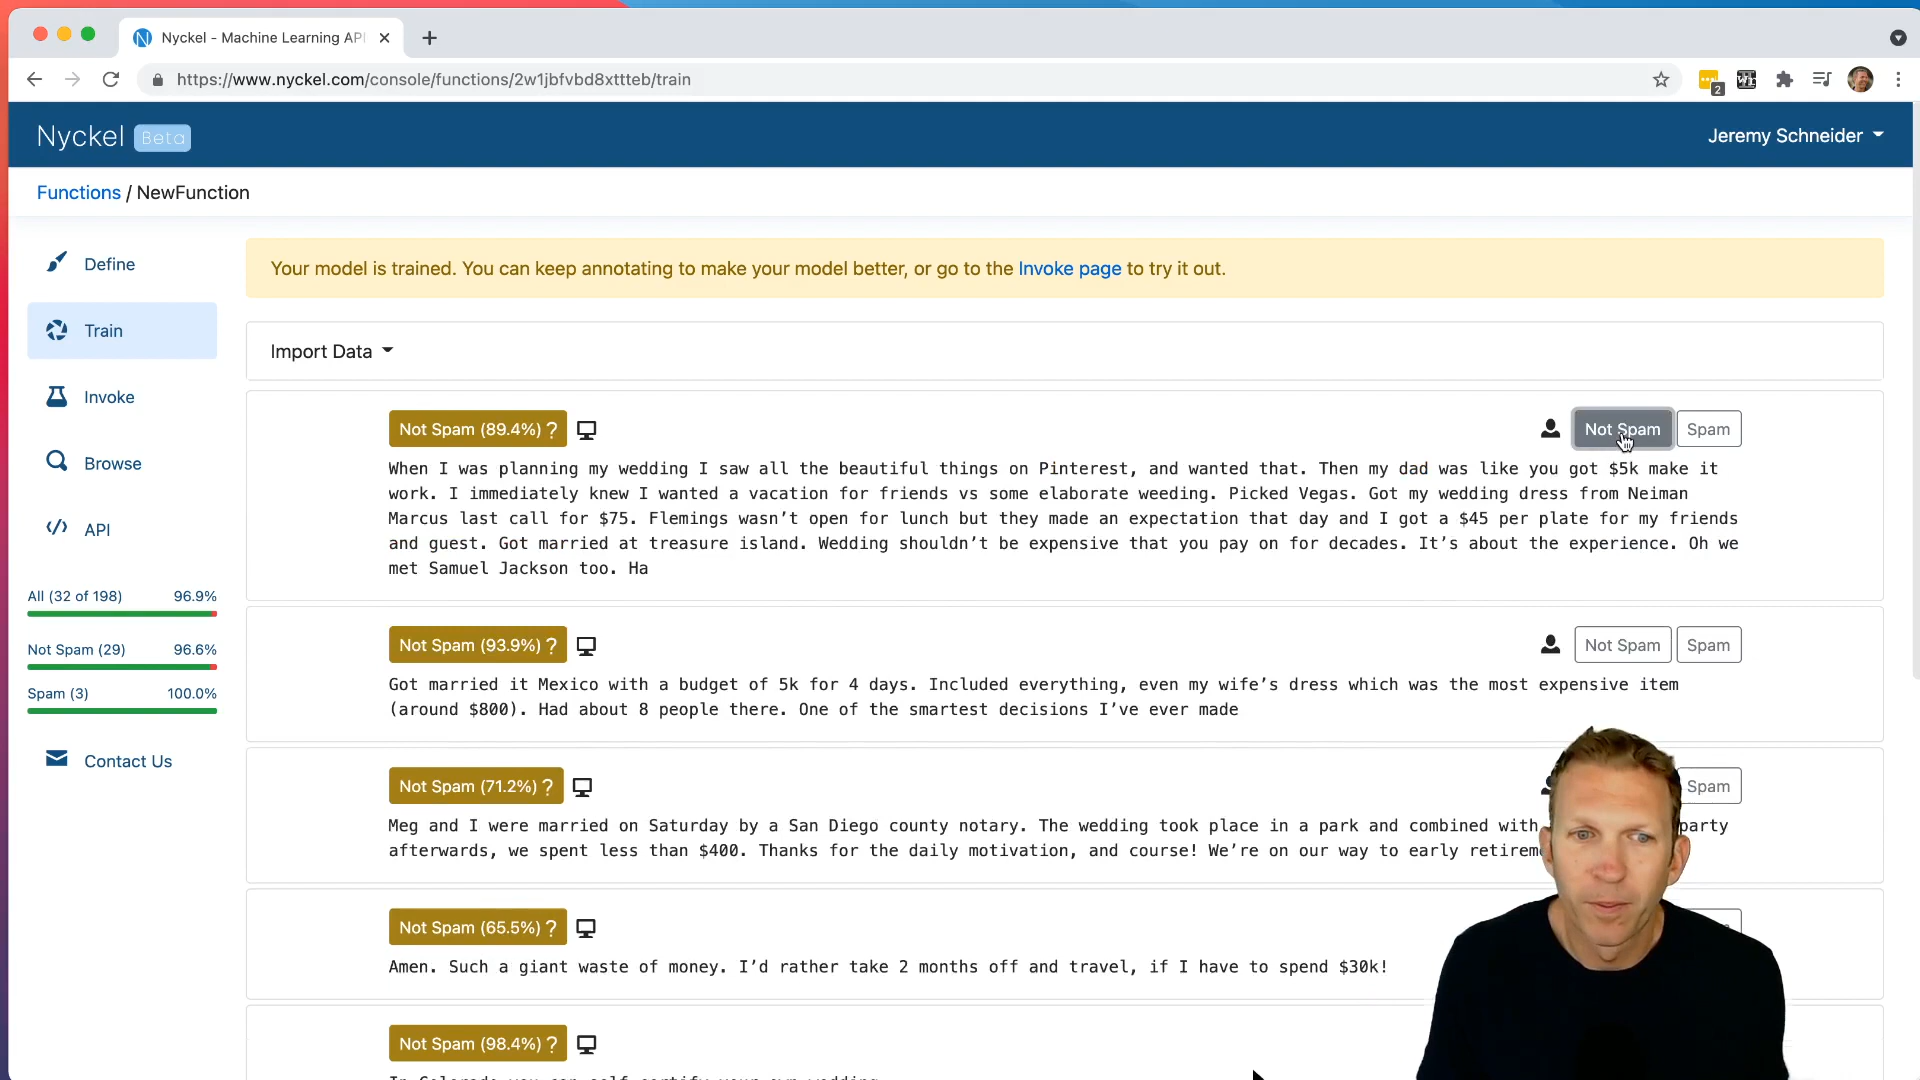 Nyckel - Machine Learning AP
https://www.nyckel.com/console/functions/2w1jbfvbd8xttteb/train
2
Nyckel Beta
Jeremy Schneider
Functions / NewFunction
Define
Your model is trained. You can keep annotating to make your model better, or go to the Invoke page to try it out.
Train
Import Data
Invoke
Not Spam (89.4%) ?
Not Spam Spam
Browse
When I was planning my wedding I saw all the beautiful things on Pinterest, and wanted that. Then my dad was like you got $5k make it
work. I immediately knew I wanted a vacation for friends vs some elaborate weeding. Picked Vegas. Got my wedding dress from Neiman
Marcus last call for $75. Flemings wasn't open for lunch but they made an expectation that day and I got a $45 per plate for my friends
and guest. Got married at treasure island. Wedding shouldn't be expensive that you pay on for decades. It's about the experience. Oh we
met Samuel Jackson too. Ha
API
All (32 of 198) 96.9%
Not Spam (29) 96.6%
Spam (3) 100.0%
Contact Us
Not Spam (93.9%) ?
Not Spam Spam
Got married it Mexico with a budget of 5k for 4 days. Included everything, even my wife's dress which was the most expensive item
(around $800). Had about 8 people there. One of the smartest decisions I've ever made
Not Spam (71.2%) ?
Spam
Meg and I were married on Saturday by a San Diego county notary. The wedding took place in a park and combined with party
afterwards, we spent less than $400. Thanks for the daily motivation, and course! We're on our way to early
Not Spam (65.5%) ?
Amen. Such a giant waste of money. I'd rather take 2 months off and travel, if I have to spend $30k!
Not Spam (98.4%) ?
In Colorado you can self certify your own wedding